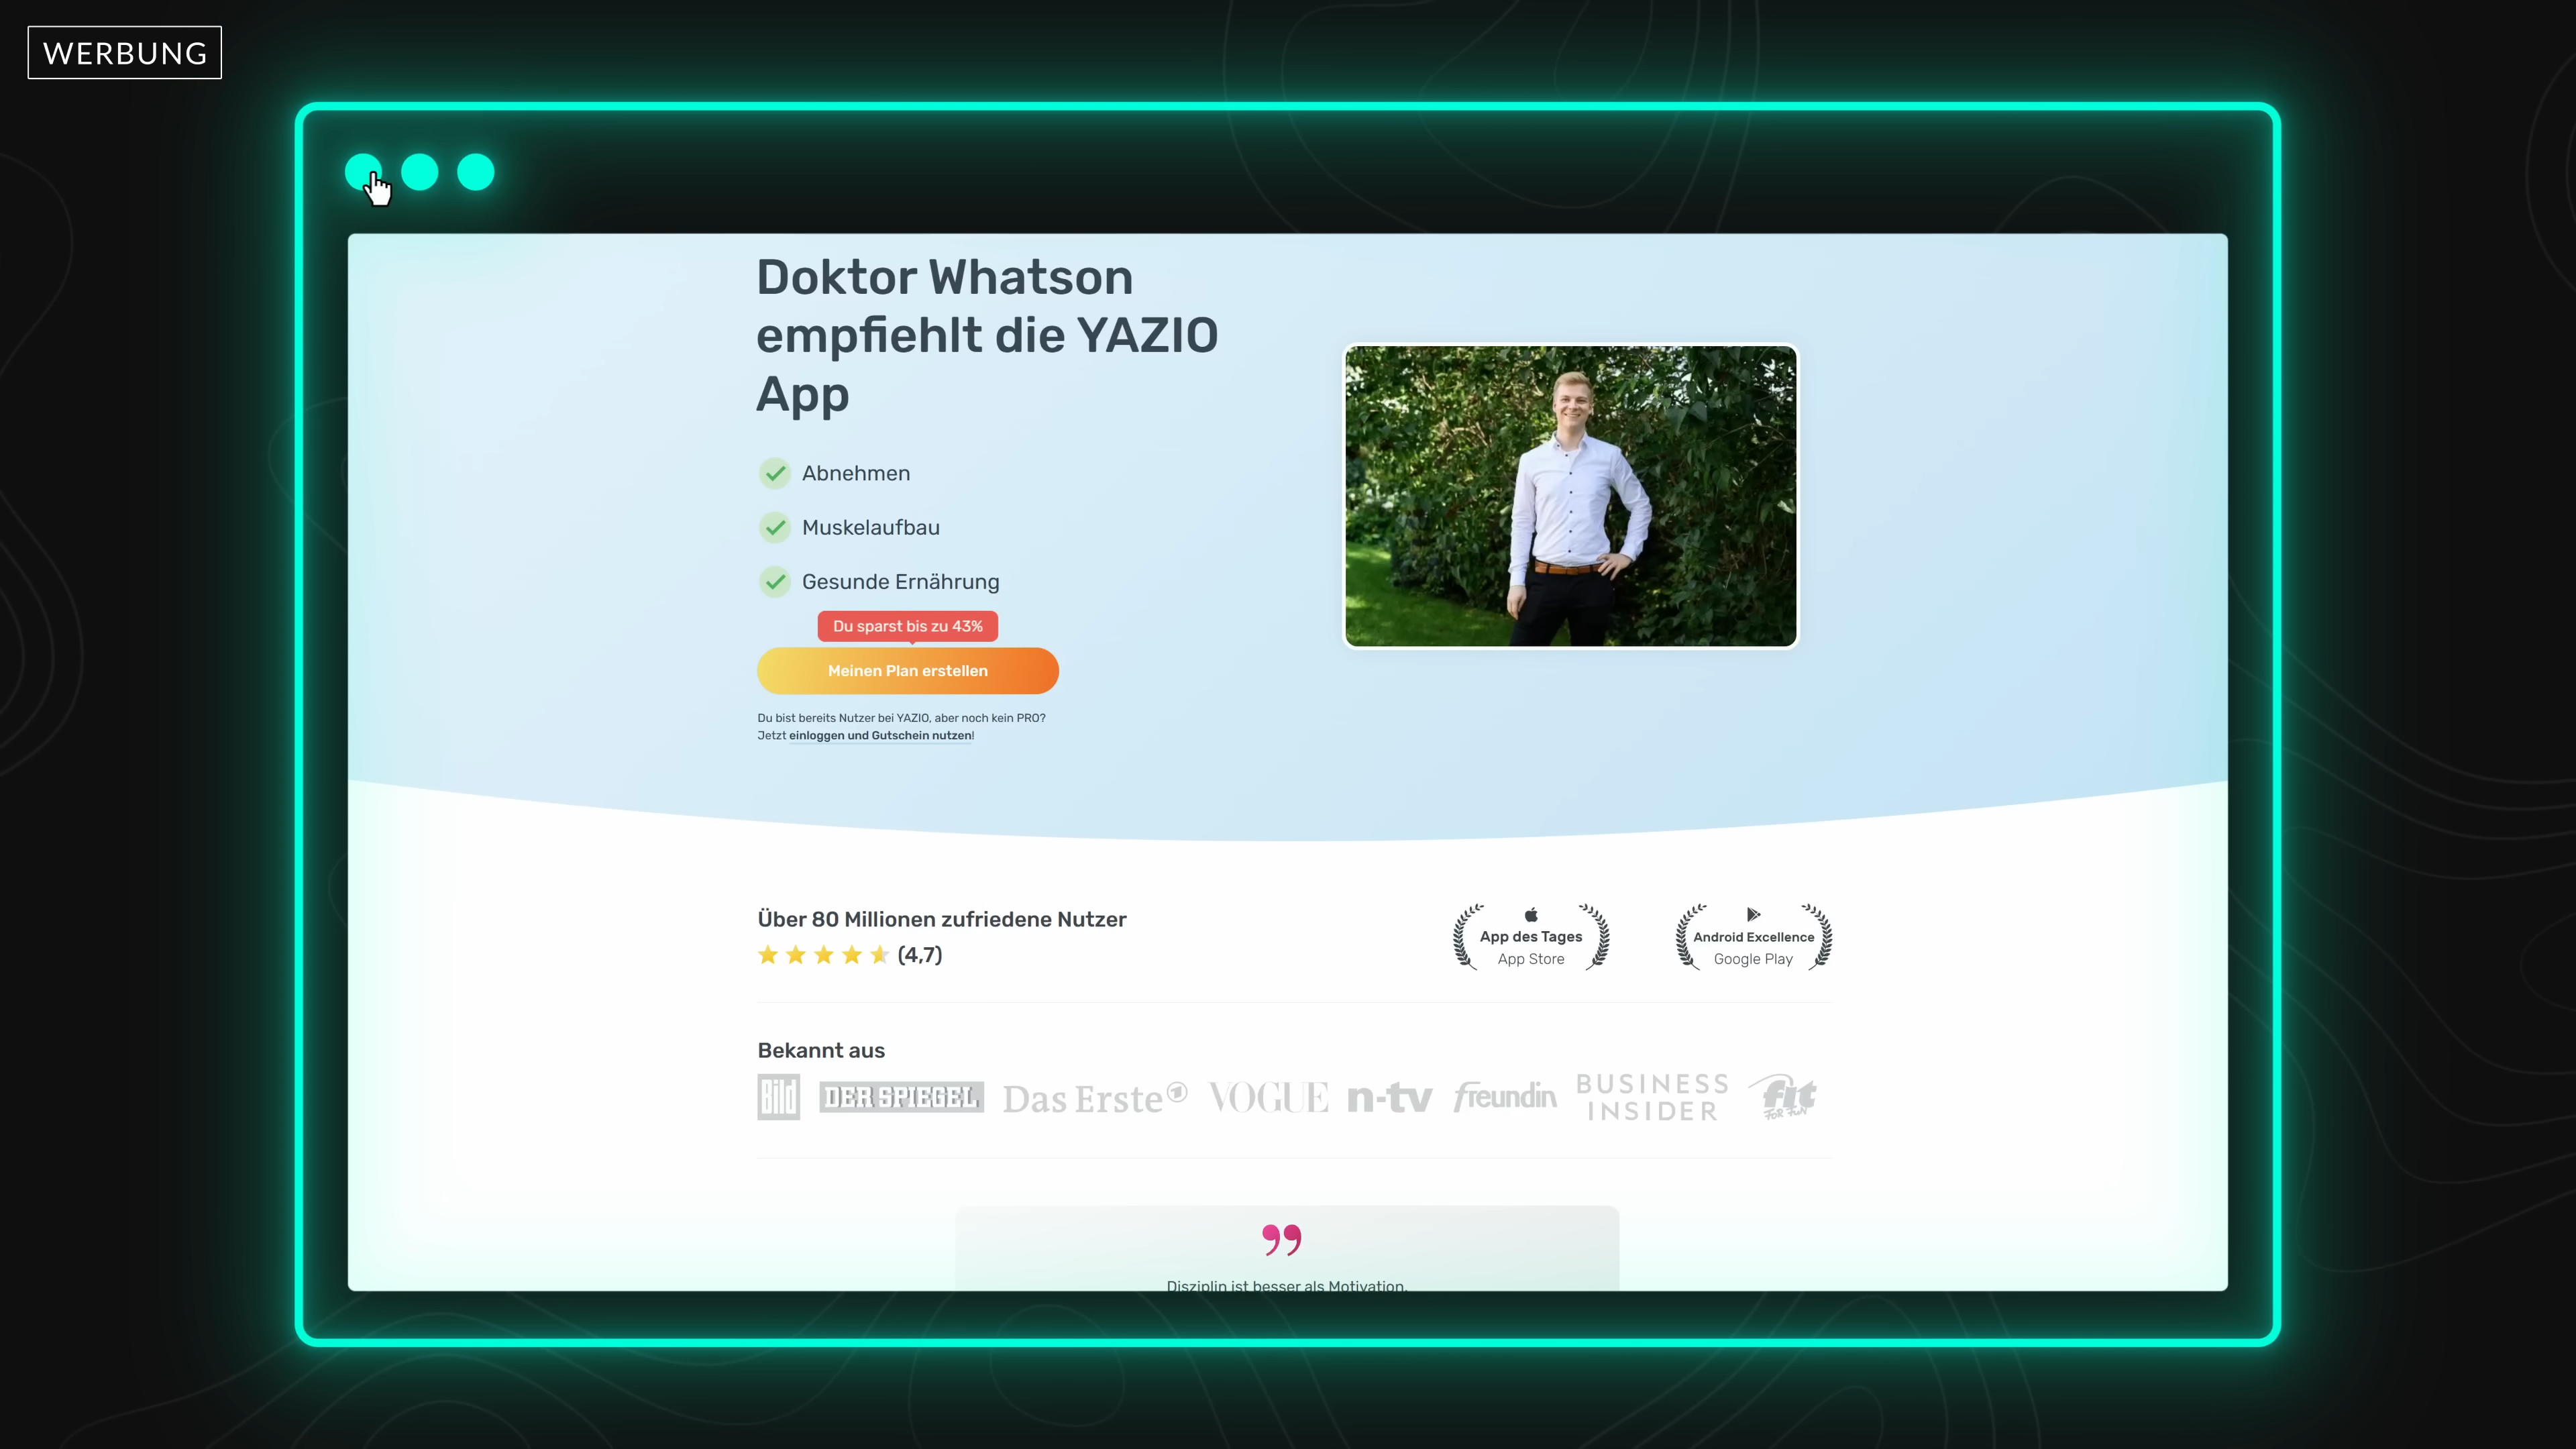 WERBUNG
Doktor Whatson
empfiehlt die YAZIO
App
Abnehmen
Muskelaufbau
Gesunde Ernährung
Du sparst bis zu 43%
Meinen Plan erstellen
Du bist bereits Nutzer bei YAZIO, aber noch kein PRO?
Jetzt einloggen und Gutschein nutzen!
Über 80 Millionen zufriedene Nutzer
(4,7)
App des Tages
App Store
Android Excellence
Google Play
Bekannt aus
Bild DER SPIEGEL Das Erste VOGUE n-tv freundin BUSINESS INSIDER fit FOR FUN
Disziplin ist besser als Motivation.